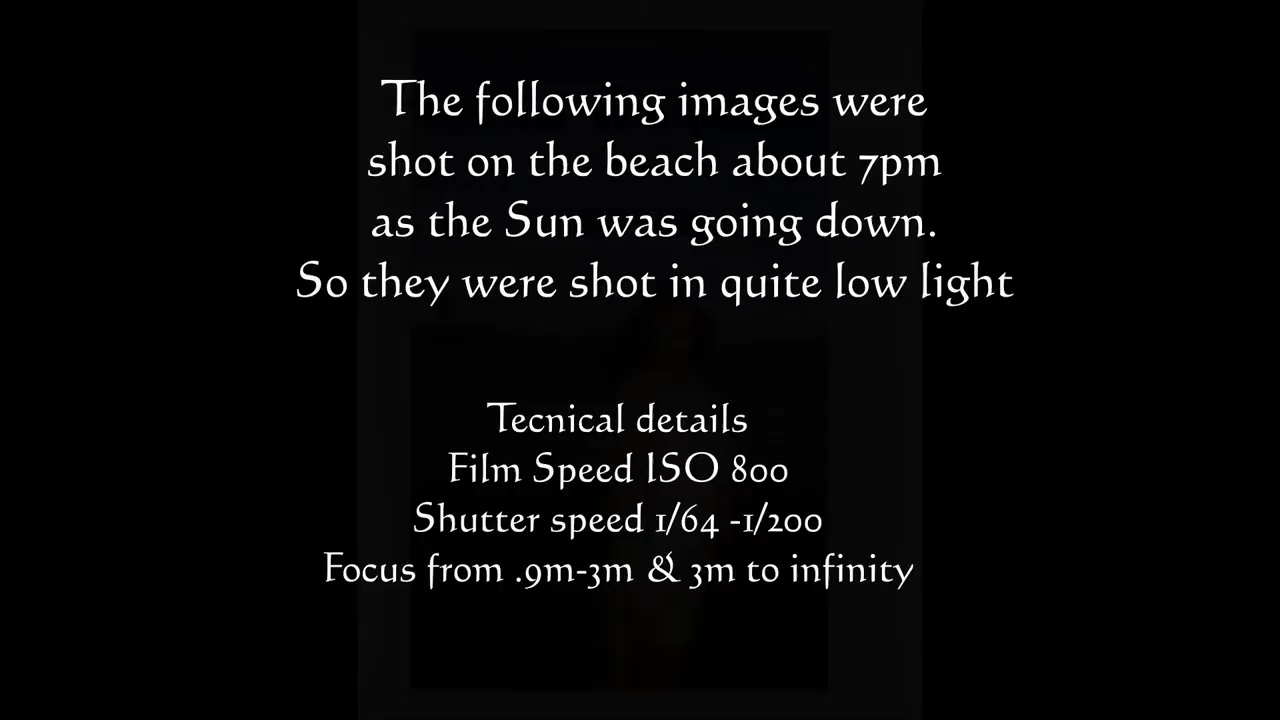 The following images were
shot on the beach about 7pm
as the Sun was going down.
So they were shot in quite low light
Tecnical details
Film Speed ISO 800
Shutter speed 1/64 -1/200
Focus from .9m-3m & 3m to infinity